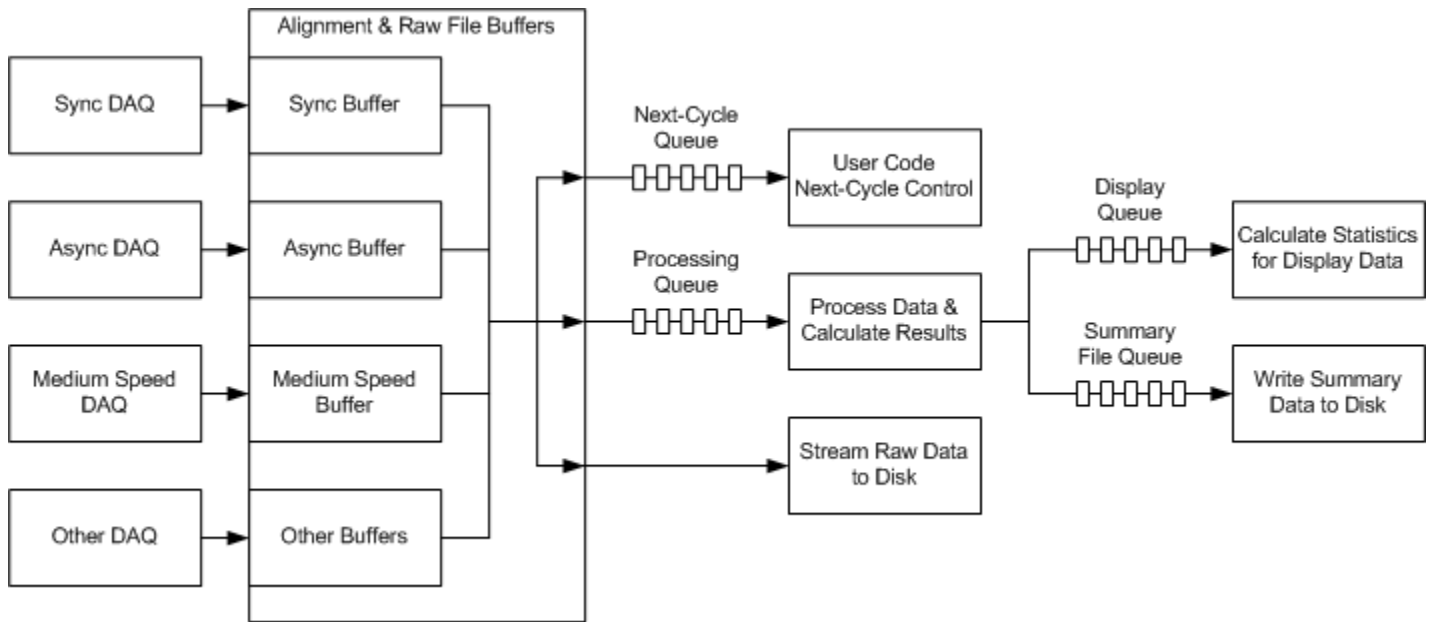 Alignment & Raw File Buffers
Sync DAQ
Sync Buffer
Async DAQ
Async Buffer
Medium Speed
DAQ
Medium Speed
Buffer
Other DAQ
Other Buffers
Next-Cycle
Queue
User Code
Next-Cycle Control
Processing
Queue
Process Data &
Calculate Results
Stream Raw Data
to Disk
Display
Queue
Calculate Statistics
for Display Data
Summary
File Queue
Write Summary
Data to Disk